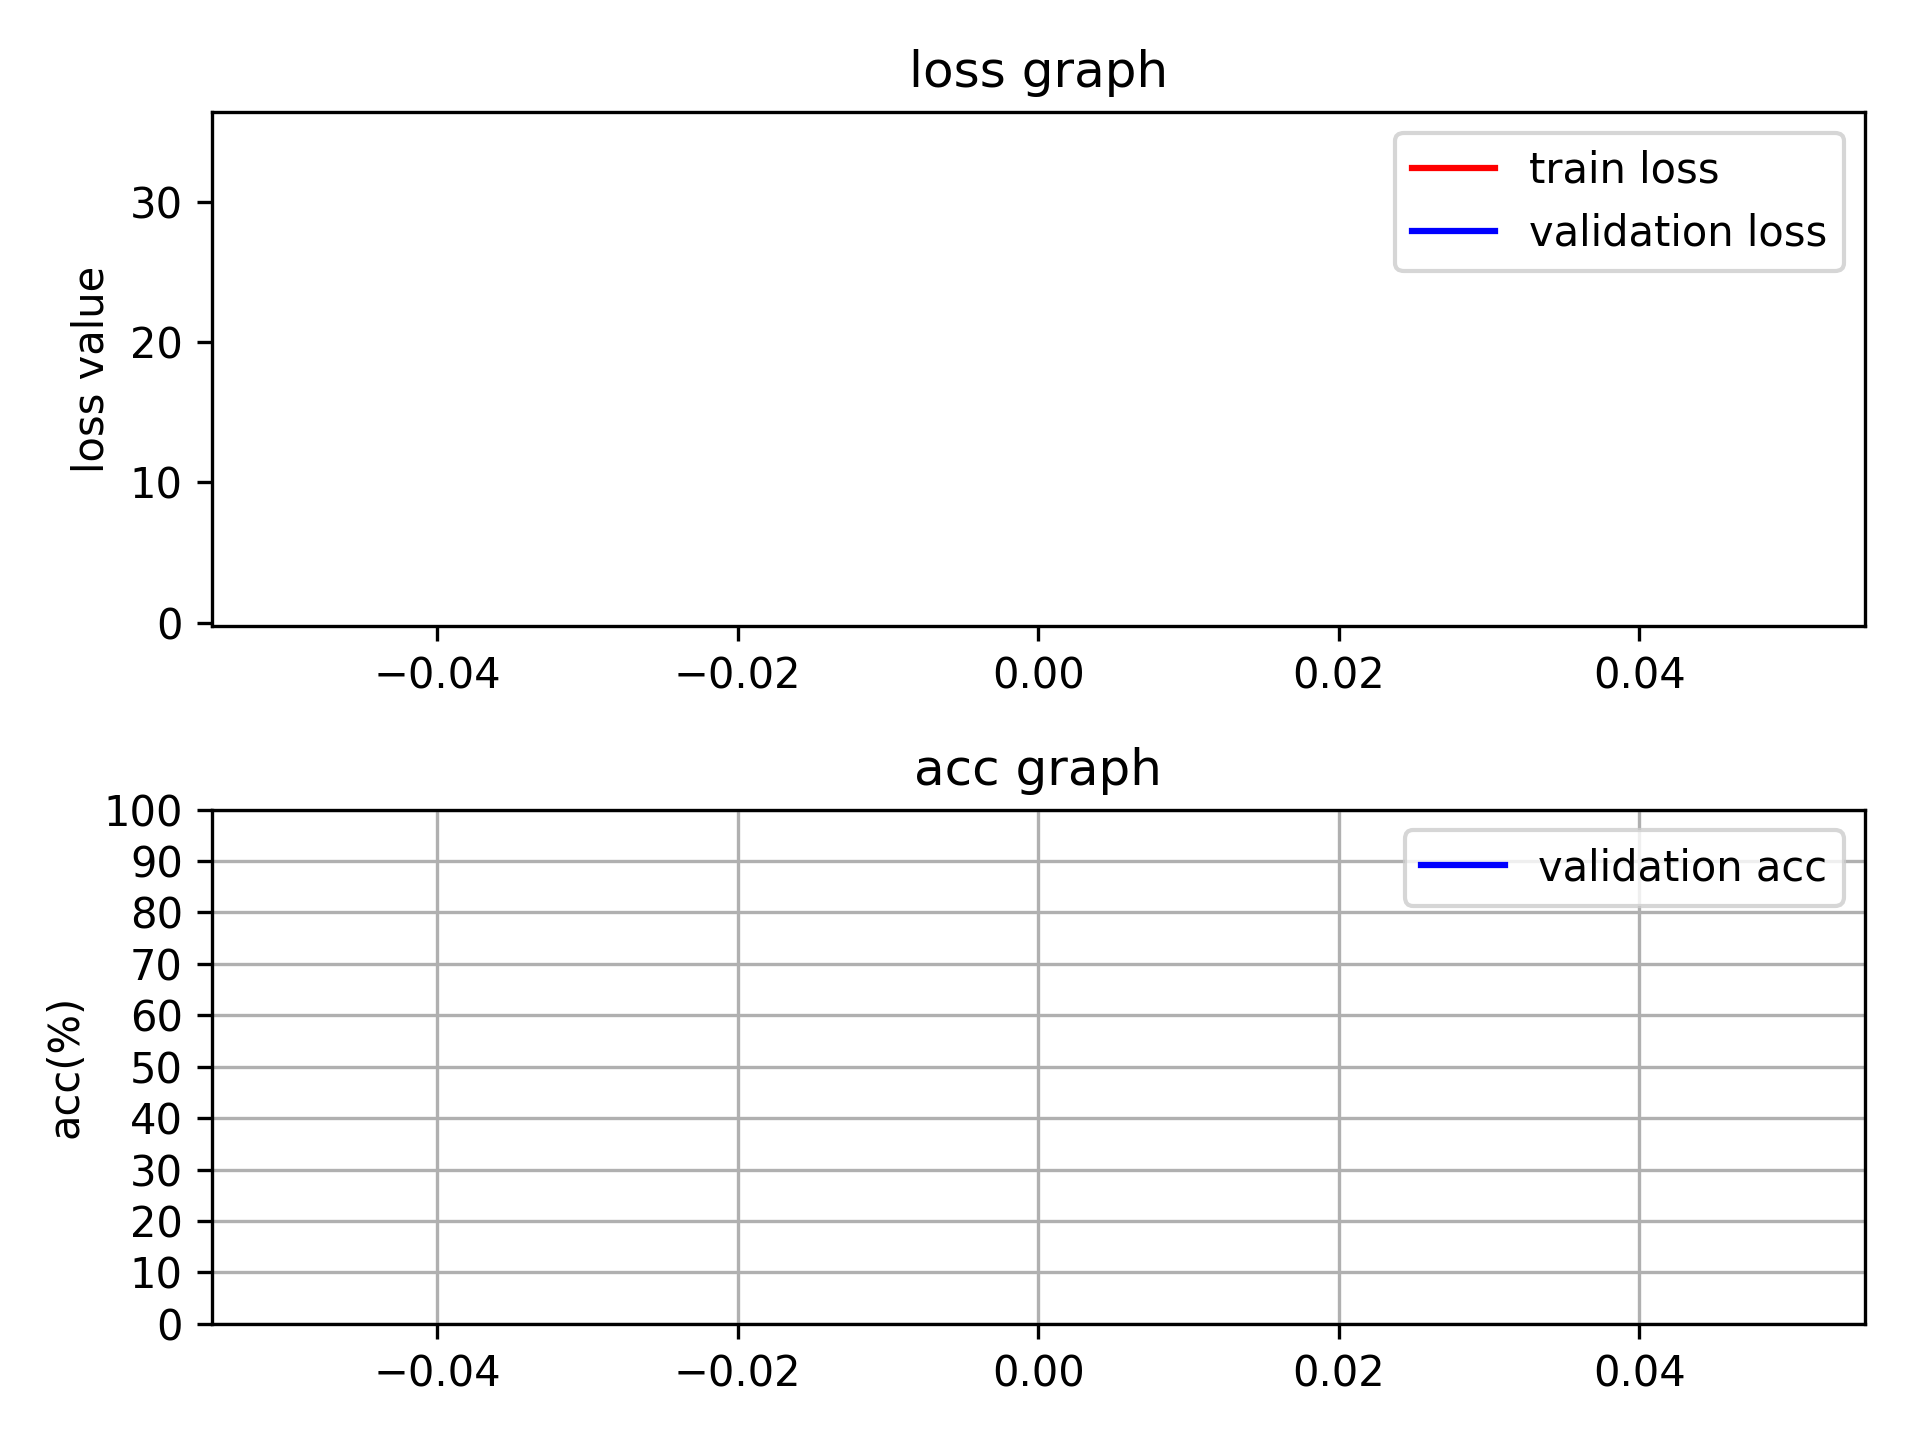 loss graph
train loss
validation loss
loss value
30
20
10
0
−0.04 −0.02 0.00 0.02 0.04
acc graph
validation acc
acc(%)
100
90
80
70
60
50
40
30
20
10
0
−0.04 −0.02 0.00 0.02 0.04